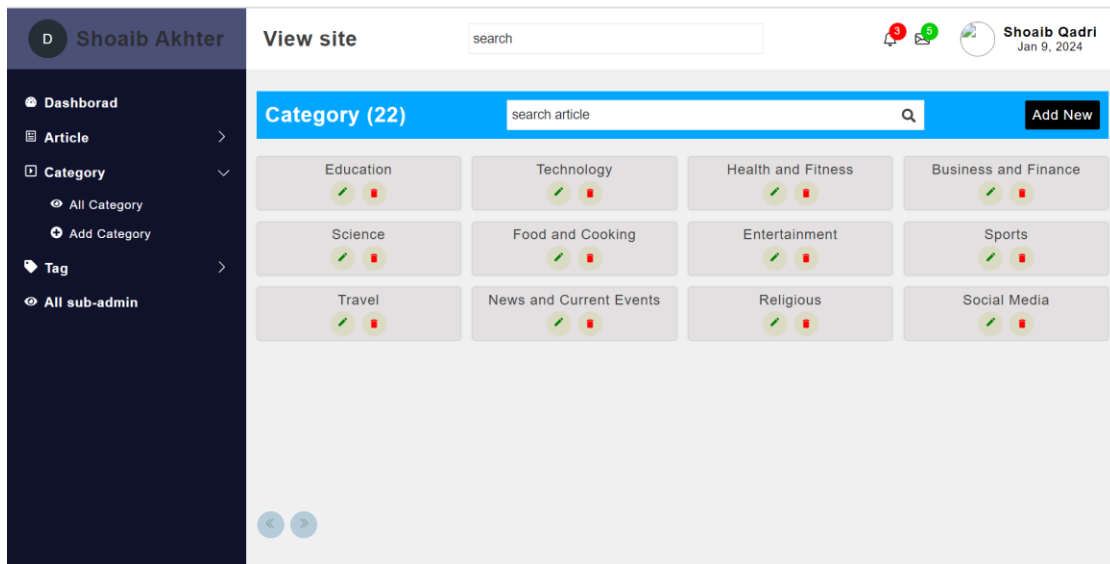 D Shoaib Akhter
Dashborad
Article
Category
All Category
Add Category
Tag
All sub-admin
View site
search
3
5
Shoaib Qadri
Jan 9, 2024
Category (22)
search article
Add New
Education
Technology
Health and Fitness
Business and Finance
Science
Food and Cooking
Entertainment
Sports
Travel
News and Current Events
Religious
Social Media